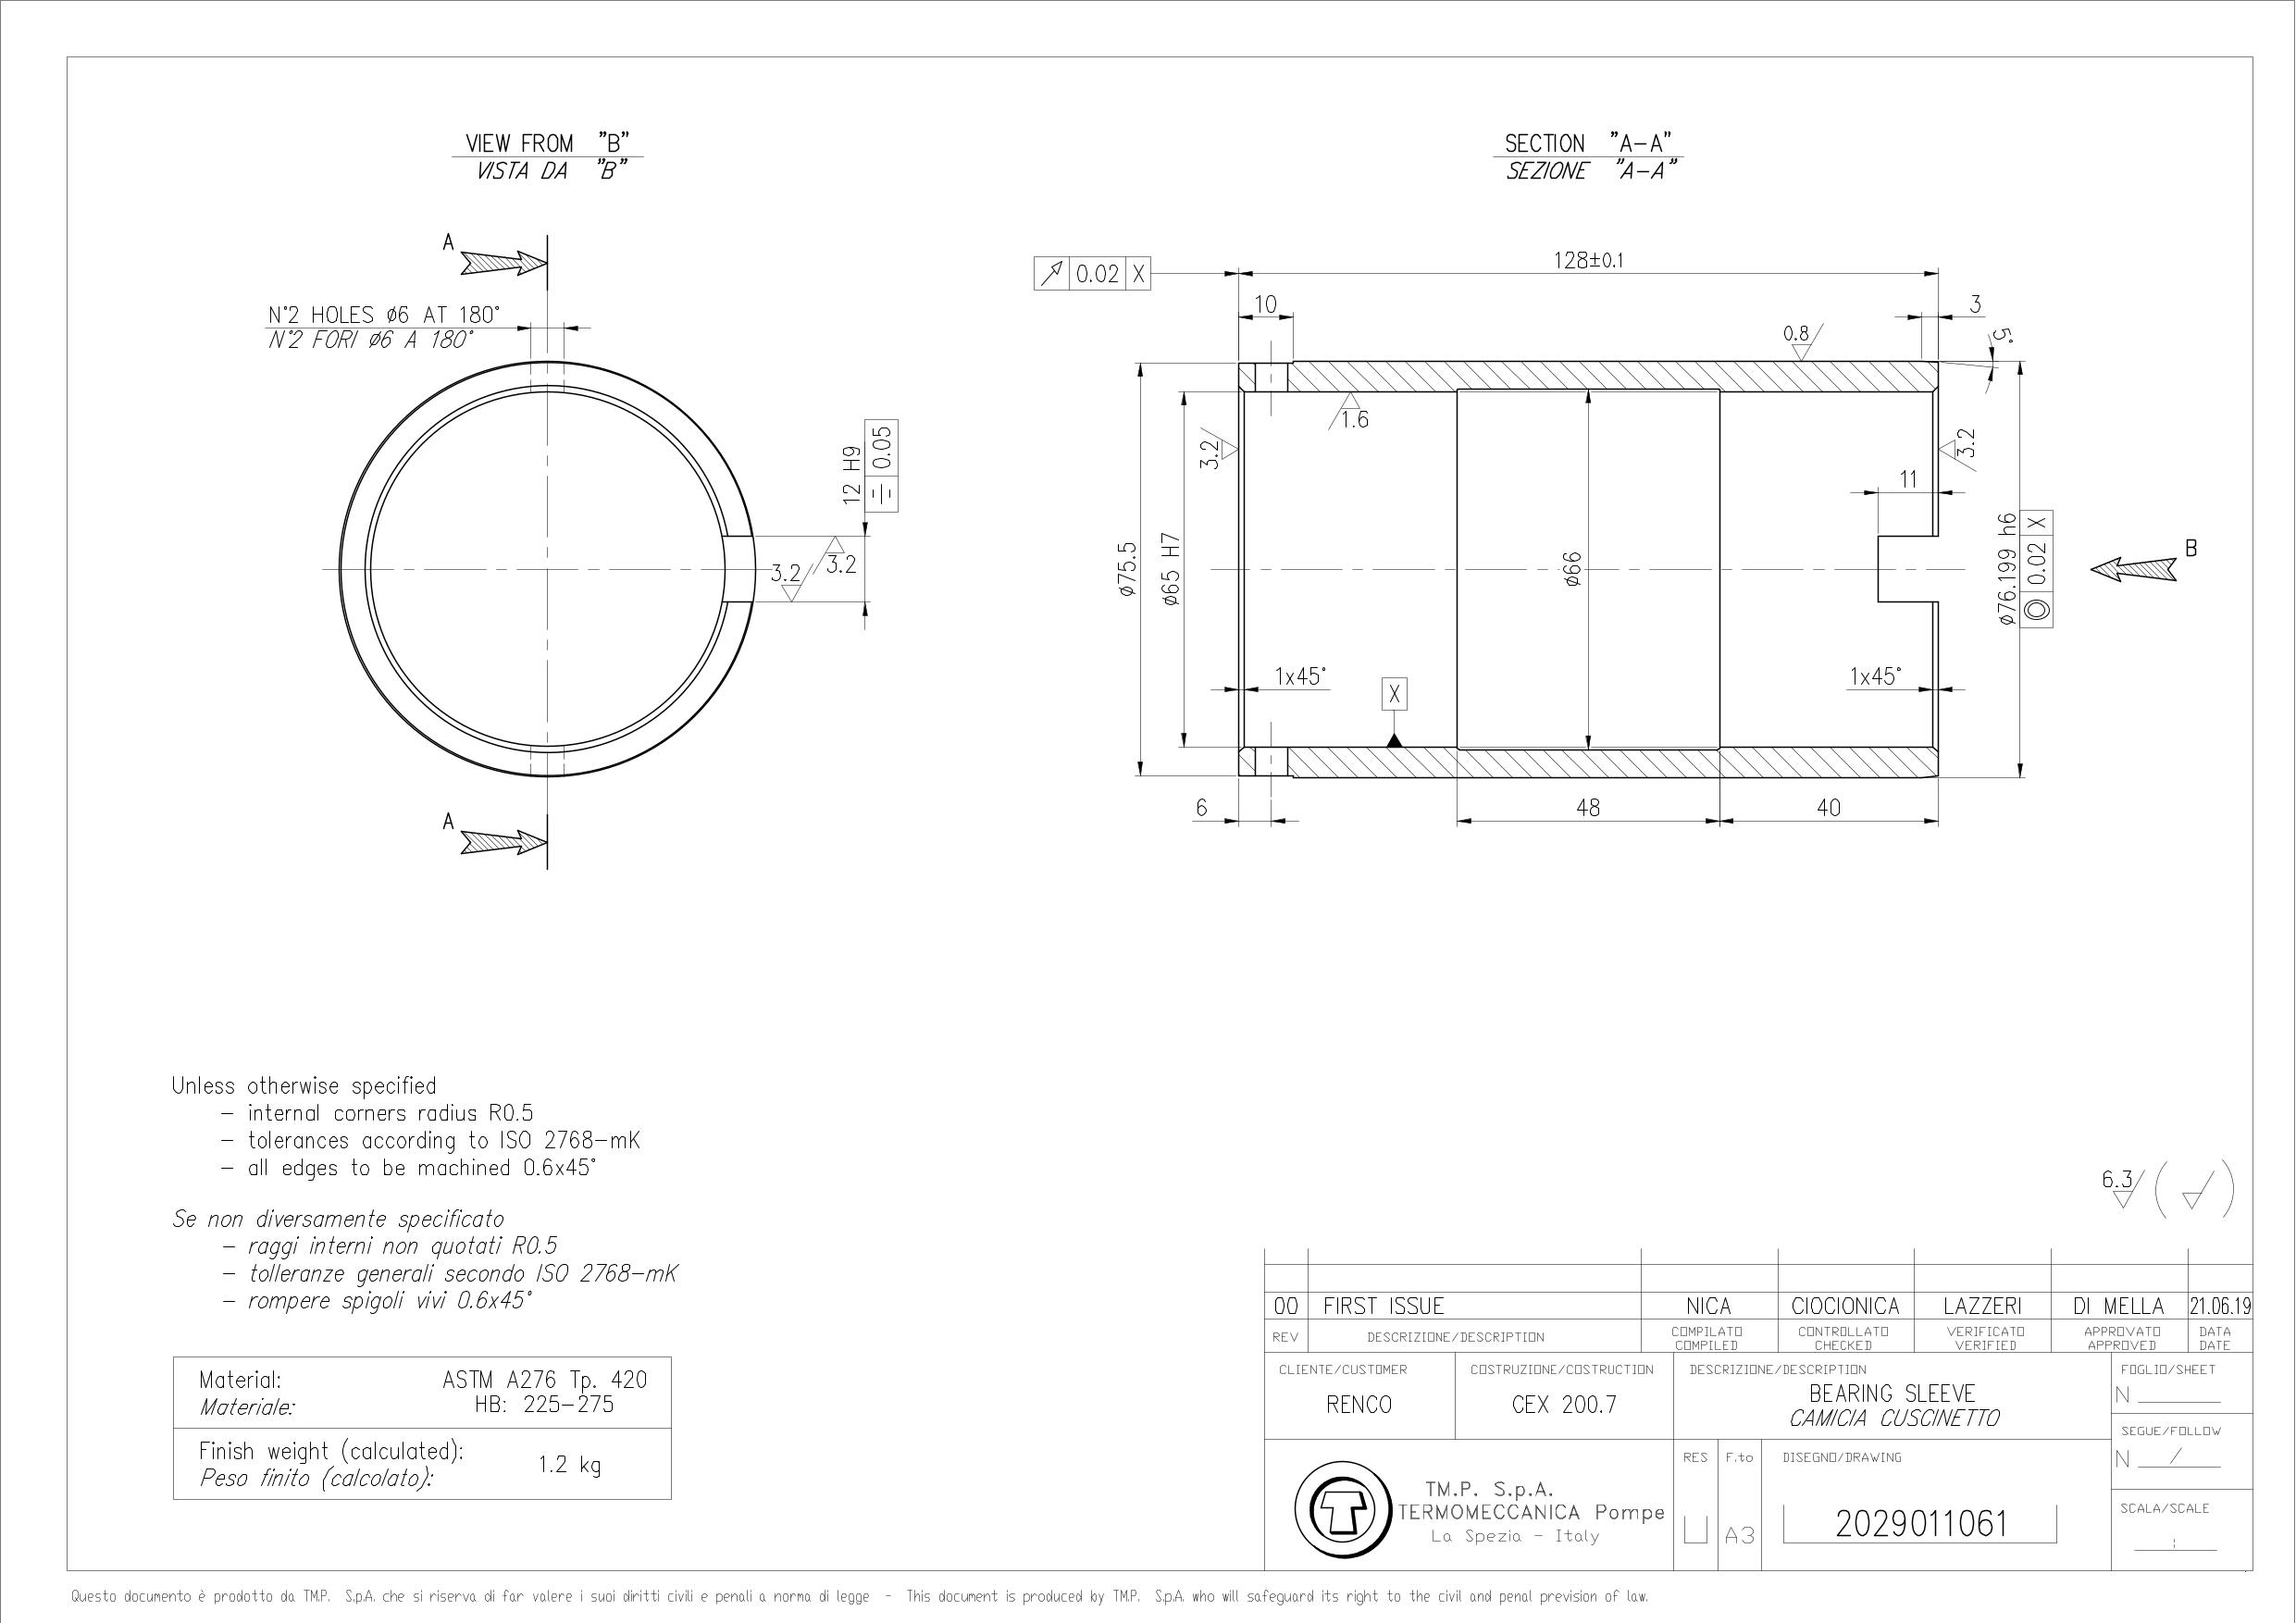 VIEW FROM "B"
VISTA DA "B"
SECTION "A-A"
SEZIONE "A-A"
A
N°2 HOLES ø6 AT 180°
N°2 FORI ø6 A 180°
12 H9
0.05
3.2
3.2
A
0.02 X
128±0.1
10
3
5°
0.8
1.6
3.2
3.2
11
ø75.5
ø65 H7
ø66
ø76.199 h6
0.02 X
B
1x45°
X
1x45°
6
48
40
Unless otherwise specified
- internal corners radius R0.5
- tolerances according to ISO 2768-mK
- all edges to be machined 0.6x45°
Se non diversamente specificato
- raggi interni non quotati R0.5
- tolleranze generali secondo ISO 2768-mK
- rompere spigoli vivi 0.6x45°
Material: ASTM A276 Tp. 420
Materiale: HB: 225-275
Finish weight (calculated): 1.2 kg
Peso finito (calcolato):
6.3 ( )
00 FIRST ISSUE NICA CIOCIONICA LAZZERI DI MELLA 21.06.19
REV DESCRIZIONE/DESCRIPTION COMPILATO CONTROLLATO VERIFICATO APPROVATO DATA
COMPILED CHECKED VERIFIED APPROVED DATE
CLIENTE/CUSTOMER COSTRUZIONE/COSTRUCTION DESCRIZIONE/DESCRIPTION FOGLIO/SHEET
RENCO CEX 200.7 BEARING SLEEVE N
CAMICIA CUSCINETTO
SEGUE/FOLLOW
N /
RES F.to DISEGNO/DRAWING
T
TM.P. S.p.A.
TERMOMECCANICA Pompe
La Spezia - Italy
A3
2029011061
SCALA/SCALE
:
Questo documento è prodotto da TM.P. S.p.A. che si riserva di far valere i suoi diritti civili e penali a norma di legge - This document is produced by TM.P. S.p.A. who will safeguard its right to the civil and penal prevision of law.